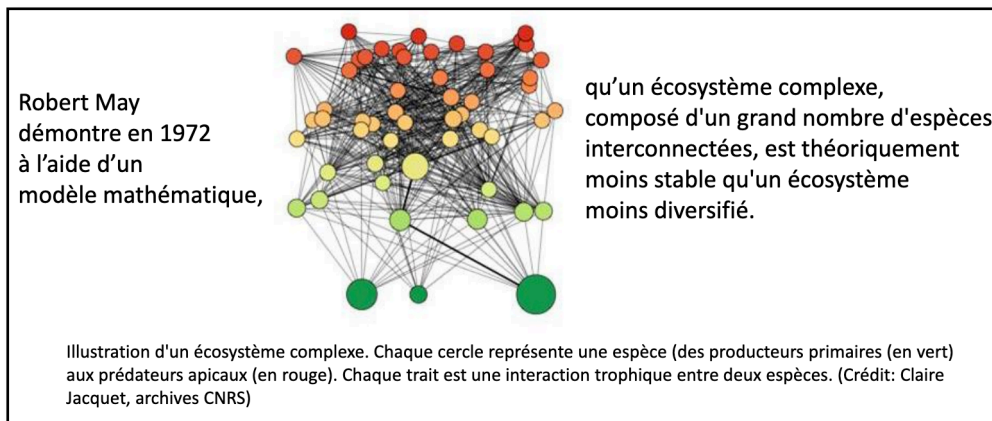 Robert May
démontre en 1972
à l’aide d’un
modèle mathématique,
qu’un écosystème complexe,
composé d'un grand nombre d'espèces
interconnectées, est théoriquement
moins stable qu'un écosystème
moins diversifié.
Illustration d'un écosystème complexe. Chaque cercle représente une espèce (des producteurs primaires (en vert)
aux prédateurs apicaux (en rouge). Chaque trait est une interaction trophique entre deux espèces. (Crédit: Claire
Jacquet, archives CNRS)